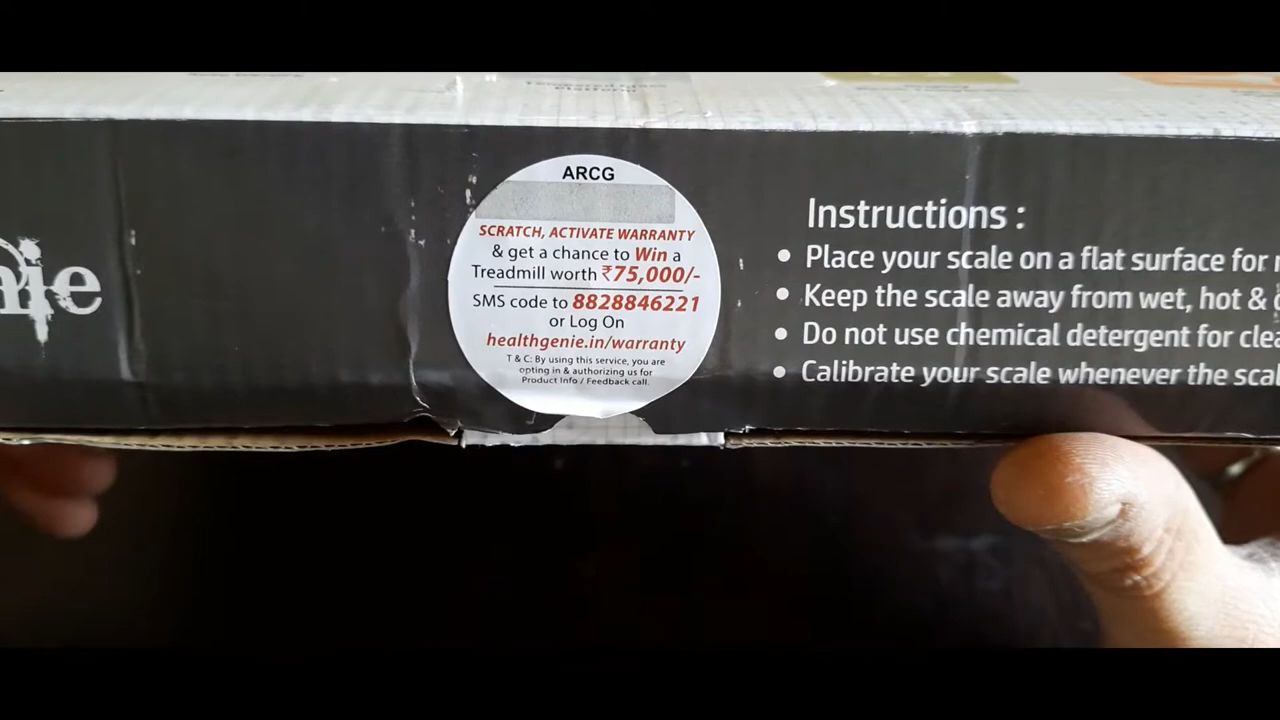 Platform
nie
ARCG
SCRATCH, ACTIVATE WARRANTY
& get a chance to Win a
Treadmill worth ₹75,000/-
SMS code to 8828846221
or Log On
healthgenie.in/warranty
T & C: By using this service, you are
opting in & authorizing us for
Product Info / Feedback call.
Instructions :
• Place your scale on a flat surface for
• Keep the scale away from wet, hot &
• Do not use chemical detergent for
• Calibrate your scale whenever the